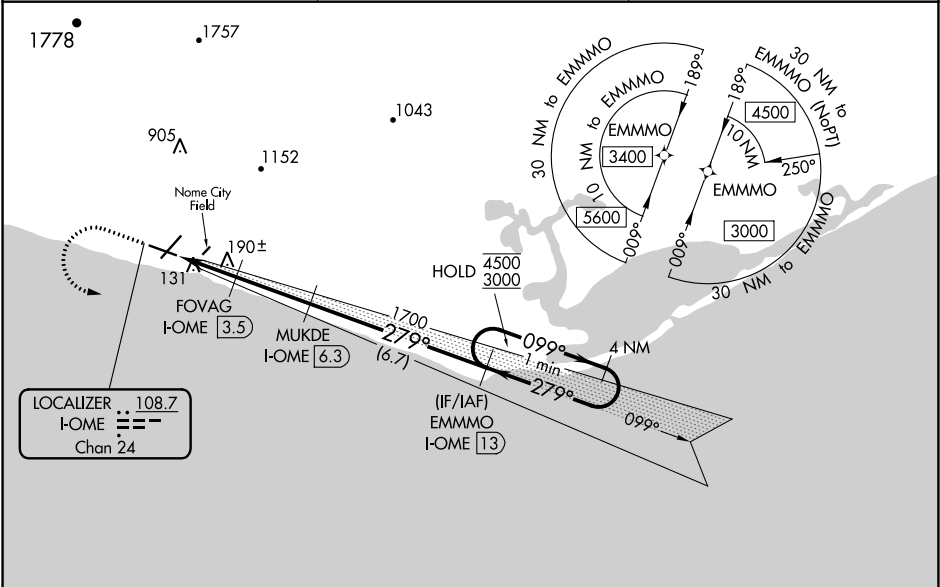 1778
1757
1043
905
1152
Nome City
Field
190±
131
FOVAG
I-OME 3.5
MUKDE
I-OME 6.3
1700
279°
(6.7)
HOLD 4500
3000
099°
1 min
279°
4 NM
099°
(IF/IAF)
EMMMO
I-OME 13
LOCALIZER 108.7
I-OME
Chan 24
30 NM to EMMMO
10 NM to EMMMO
EMMMO
3400
5600
189°
009°
30 NM to
EMMMO (NoPT)
189°
4500
10 NM
250°
EMMMO
3000
009°
30 NM to EMMMO